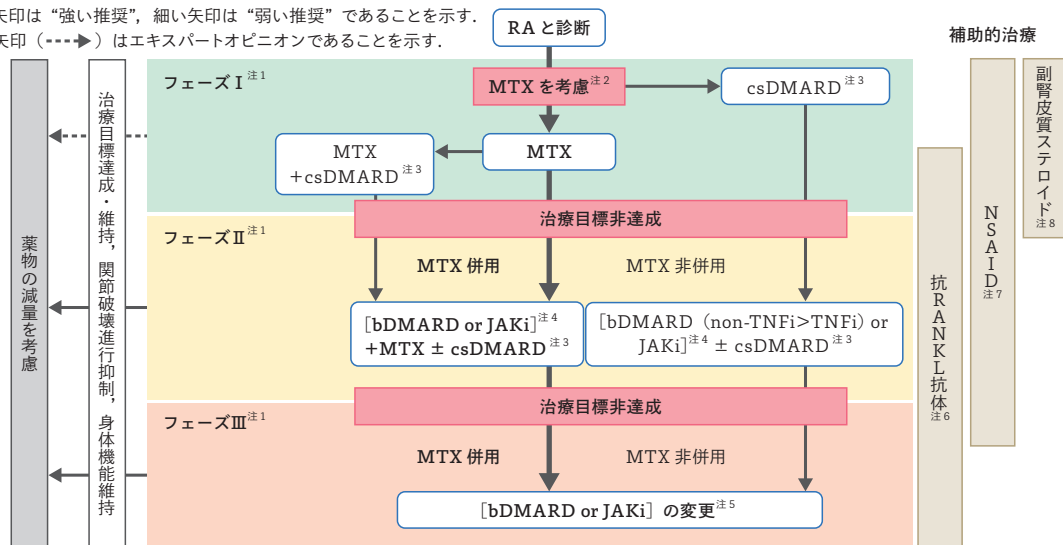 矢印は“強い推奨”，細い矢印は“弱い推奨”であることを示す．
矢印（ ）はエキスパートオピニオンであることを示す．
RAと診断
補助的治療
フェーズⅠ注1
MTXを考慮注2
csDMARD注3
MTX
+csDMARD注3
MTX
治療目標非達成
フェーズⅡ注1
MTX 併用
MTX 非併用
[bDMARD or JAKi]注4
+MTX ± csDMARD注3
[bDMARD（non-TNFi>TNFi）or
JAKi]注4 ± csDMARD注3
治療目標非達成
フェーズⅢ注1
MTX 併用
MTX 非併用
[bDMARD or JAKi] の変更注5
薬物の減量を考慮
治療目標達成・維持，関節破壊進行抑制，身体機能維持
抗RANKL抗体注6
NSAID注7
副腎皮質ステロイド注8